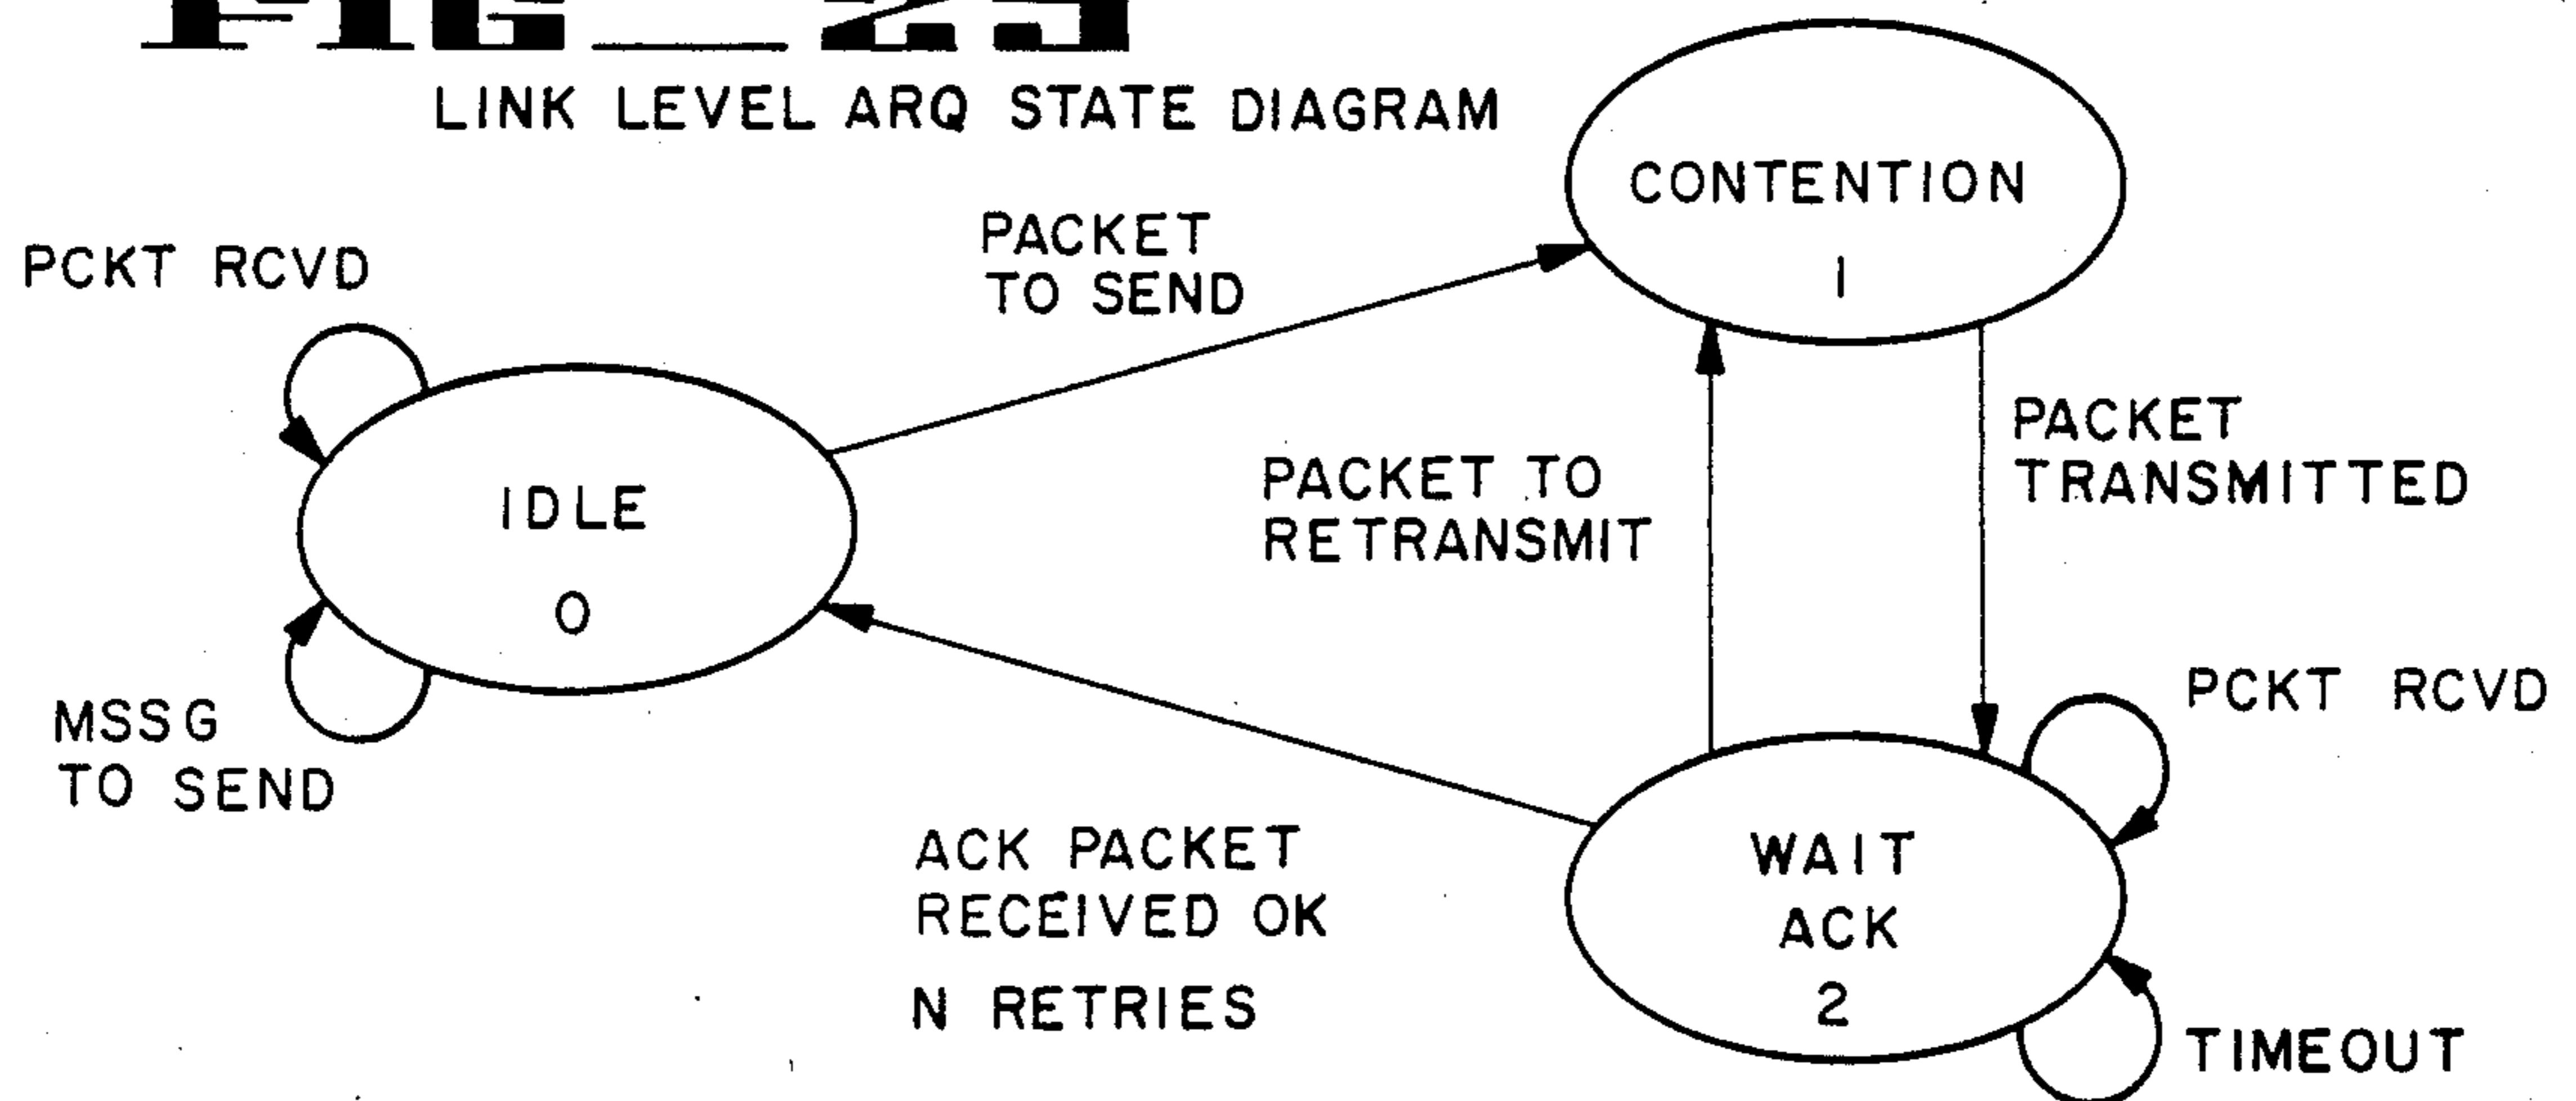 LINK LEVEL ARQ STATE DIAGRAM
CONTENTION
1
PACKET
TO SEND
PCKT RCVD
IDLE
0
MSSG
TO SEND
PACKET TO
RETRANSMIT
PACKET
TRANSMITTED
PCKT RCVD
ACK PACKET
RECEIVED OK
N RETRIES
WAIT
ACK
2
TIMEOUT